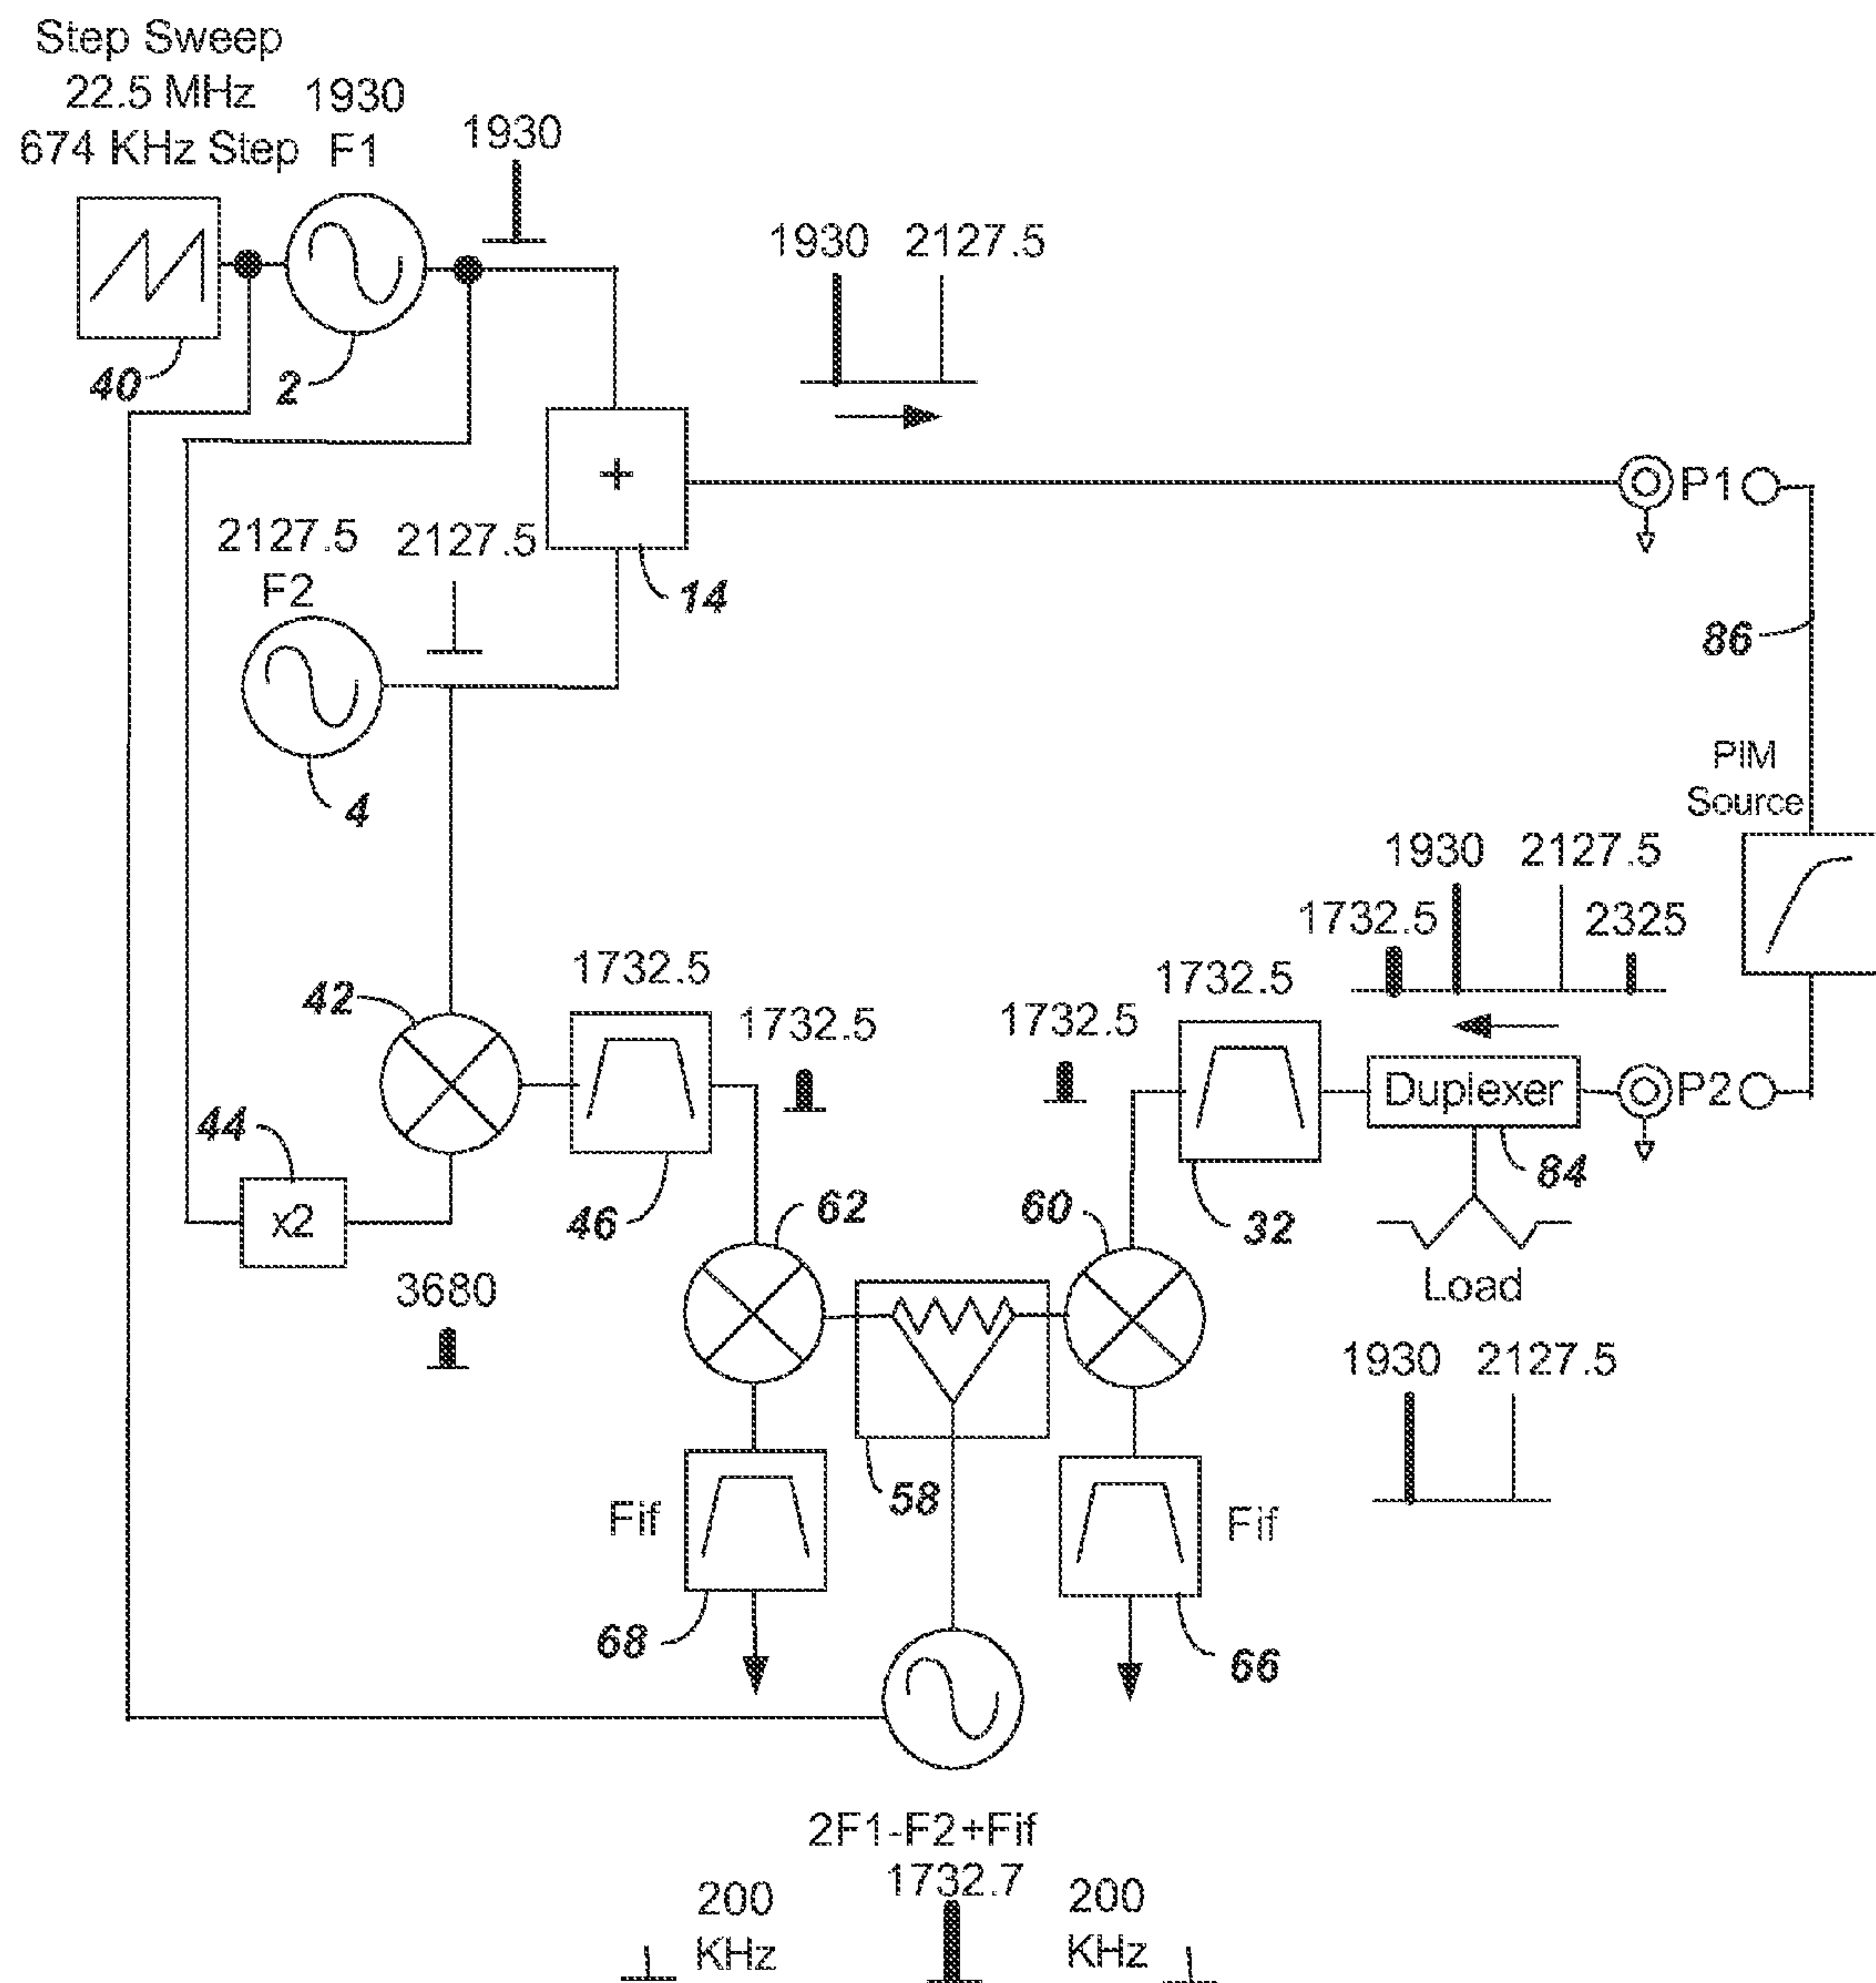 Step Sweep
22.5 MHz
674 KHz Step
1930
F1
1930
40
2
1930 2127.5
+
14
P1
2127.5
F2
2127.5
4
86
PIM
Source
1930 2127.5
1732.5
2325
42
1732.5
1732.5
1732.5
1732.5
Duplexer
P2
44
x2
46
62
60
32
84
Load
3680
1930 2127.5
Fif
58
Fif
68
66
2F1-F2+Fif
1732.7
200
KHz
200
KHz